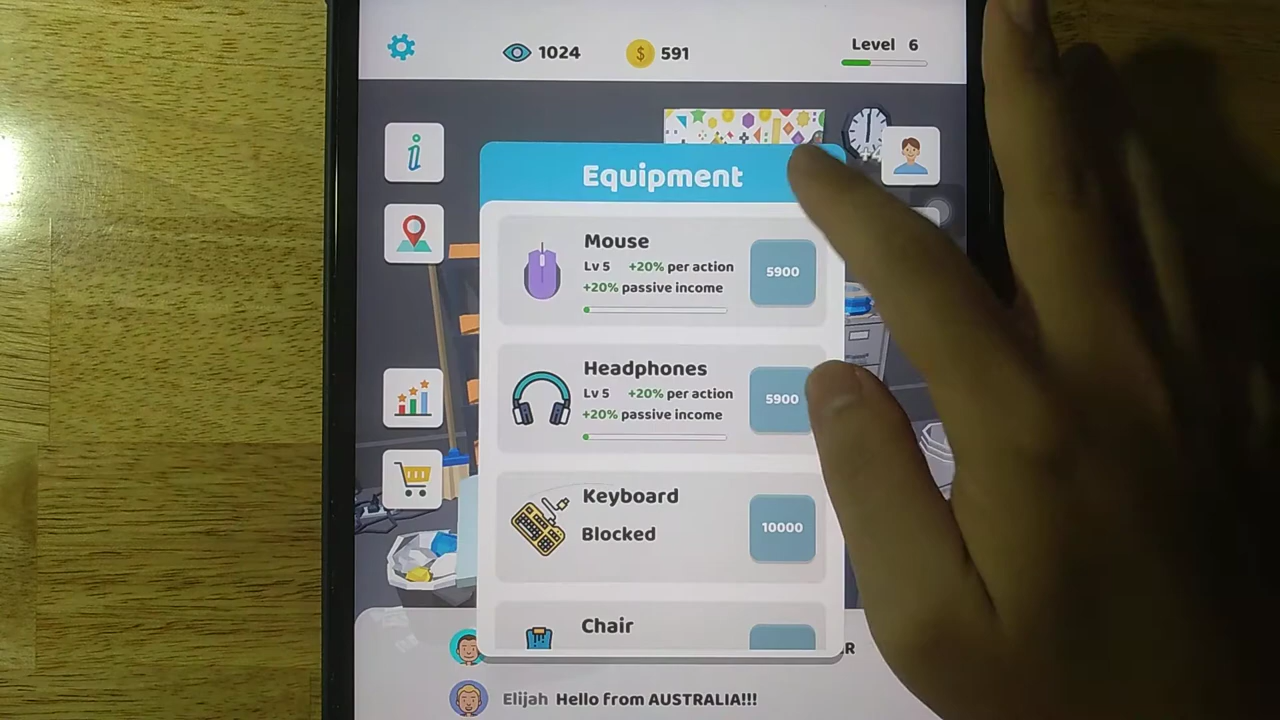 1024
$ 591
Level 6
i
Equipment
Mouse
Lv 5 +20% per action
+20% passive income
5900
Headphones
Lv 5 +20% per action
+20% passive income
5900
Keyboard
Blocked
10000
Chair
R
Elijah Hello from AUSTRALIA!!!